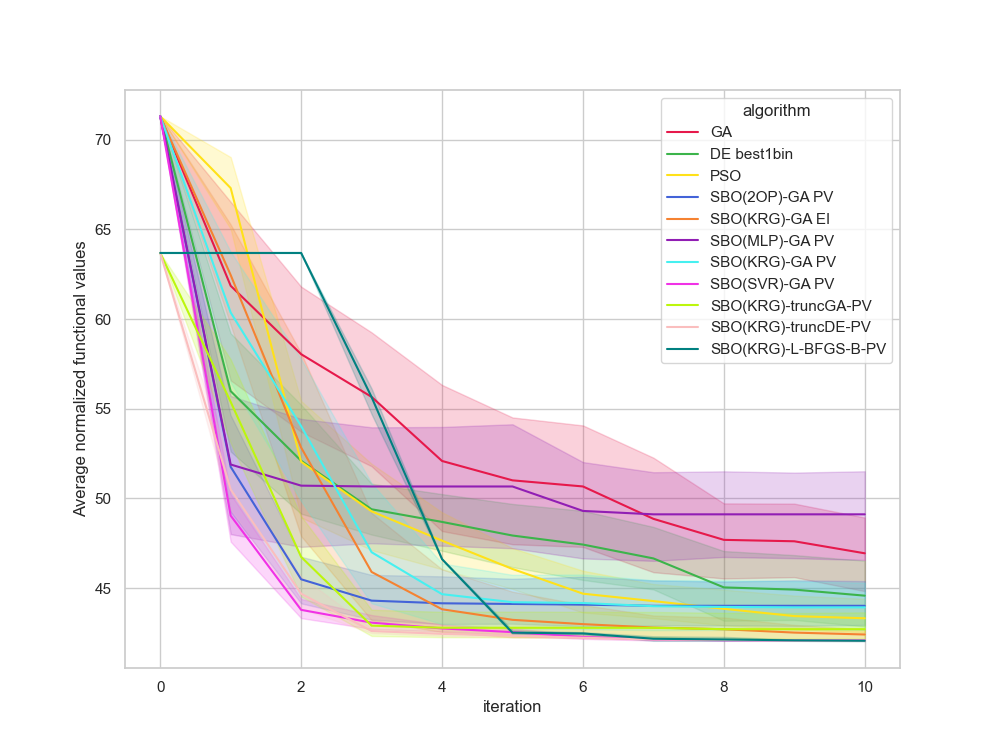 algorithm
GA
DE best1bin
PSO
SBO(2OP)-GA PV
SBO(KRG)-GA EI
SBO(MLP)-GA PV
SBO(KRG)-GA PV
SBO(SVR)-GA PV
SBO(KRG)-truncGA-PV
SBO(KRG)-truncDE-PV
SBO(KRG)-L-BFGS-B-PV
Average normalized functional values
70
65
60
55
50
45
0 2 4 6 8 10
iteration